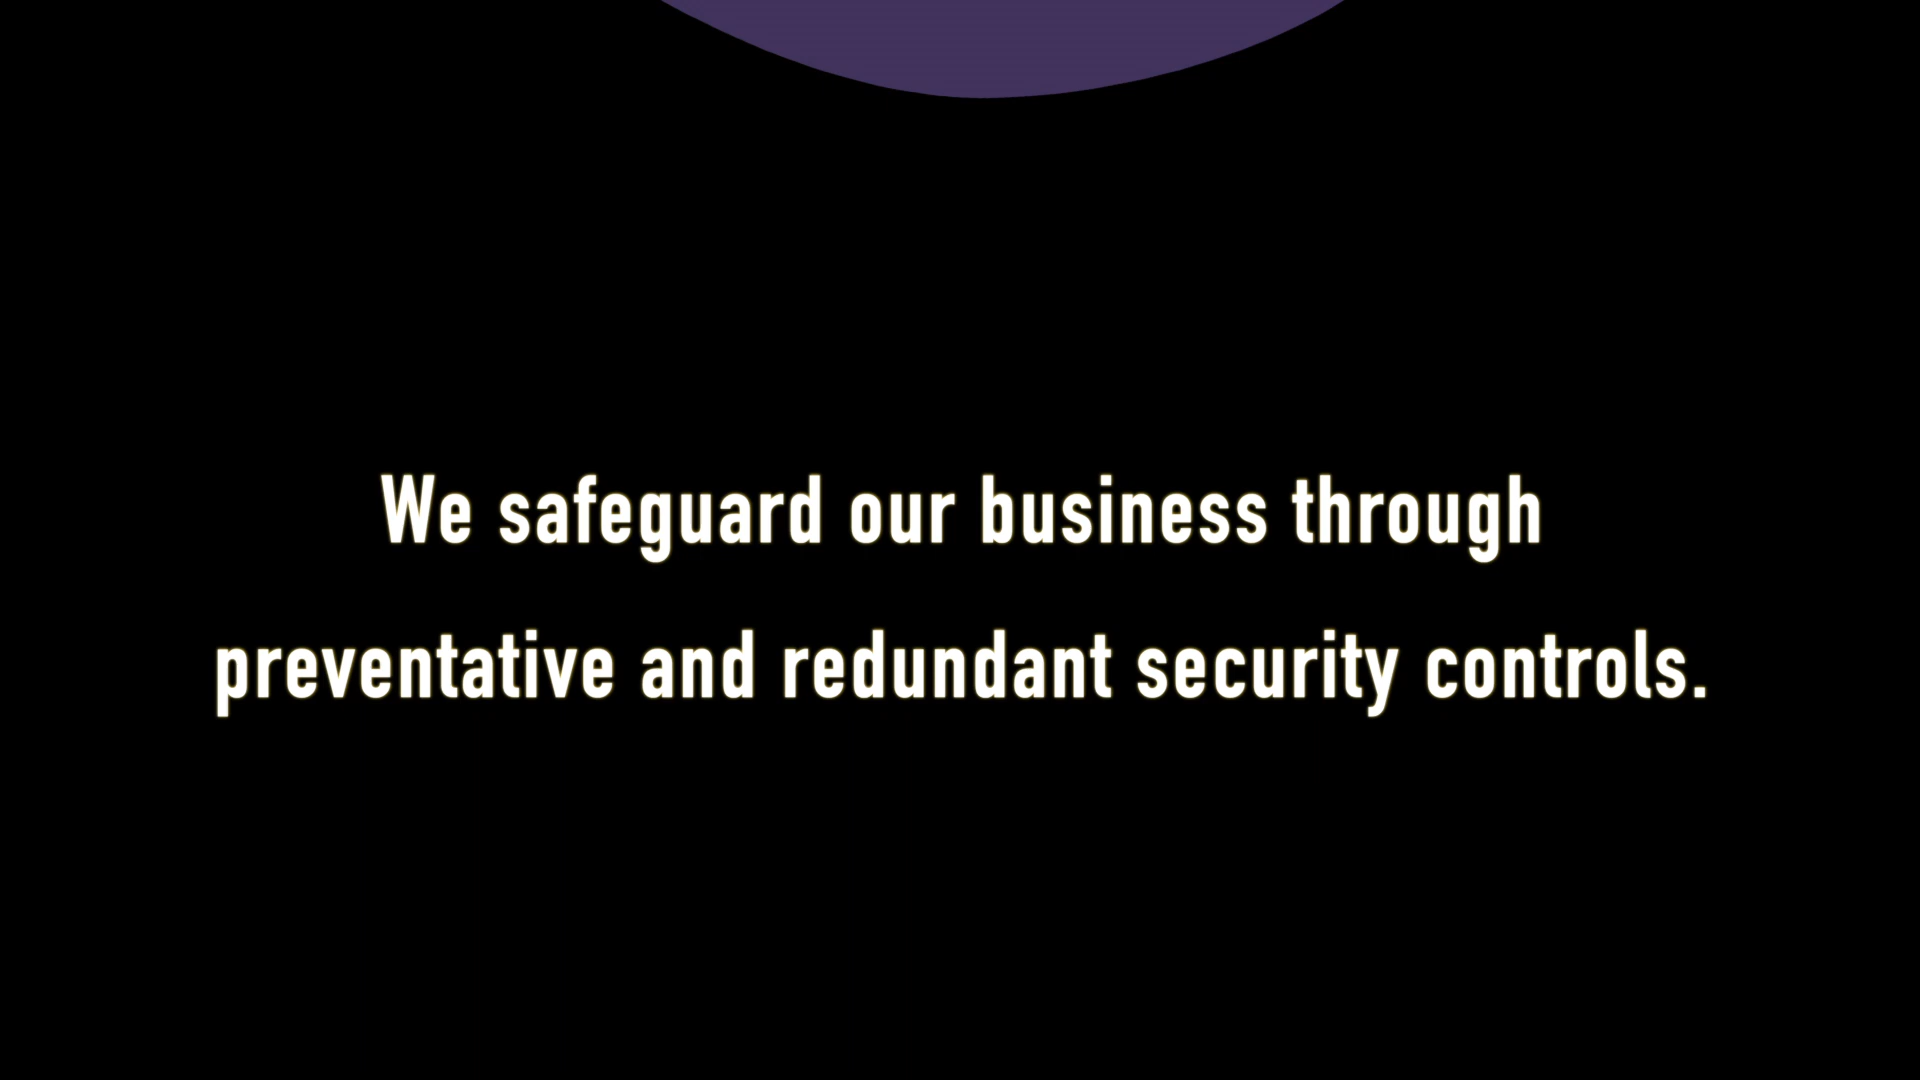 We safeguard our business through
preventative and redundant security controls.